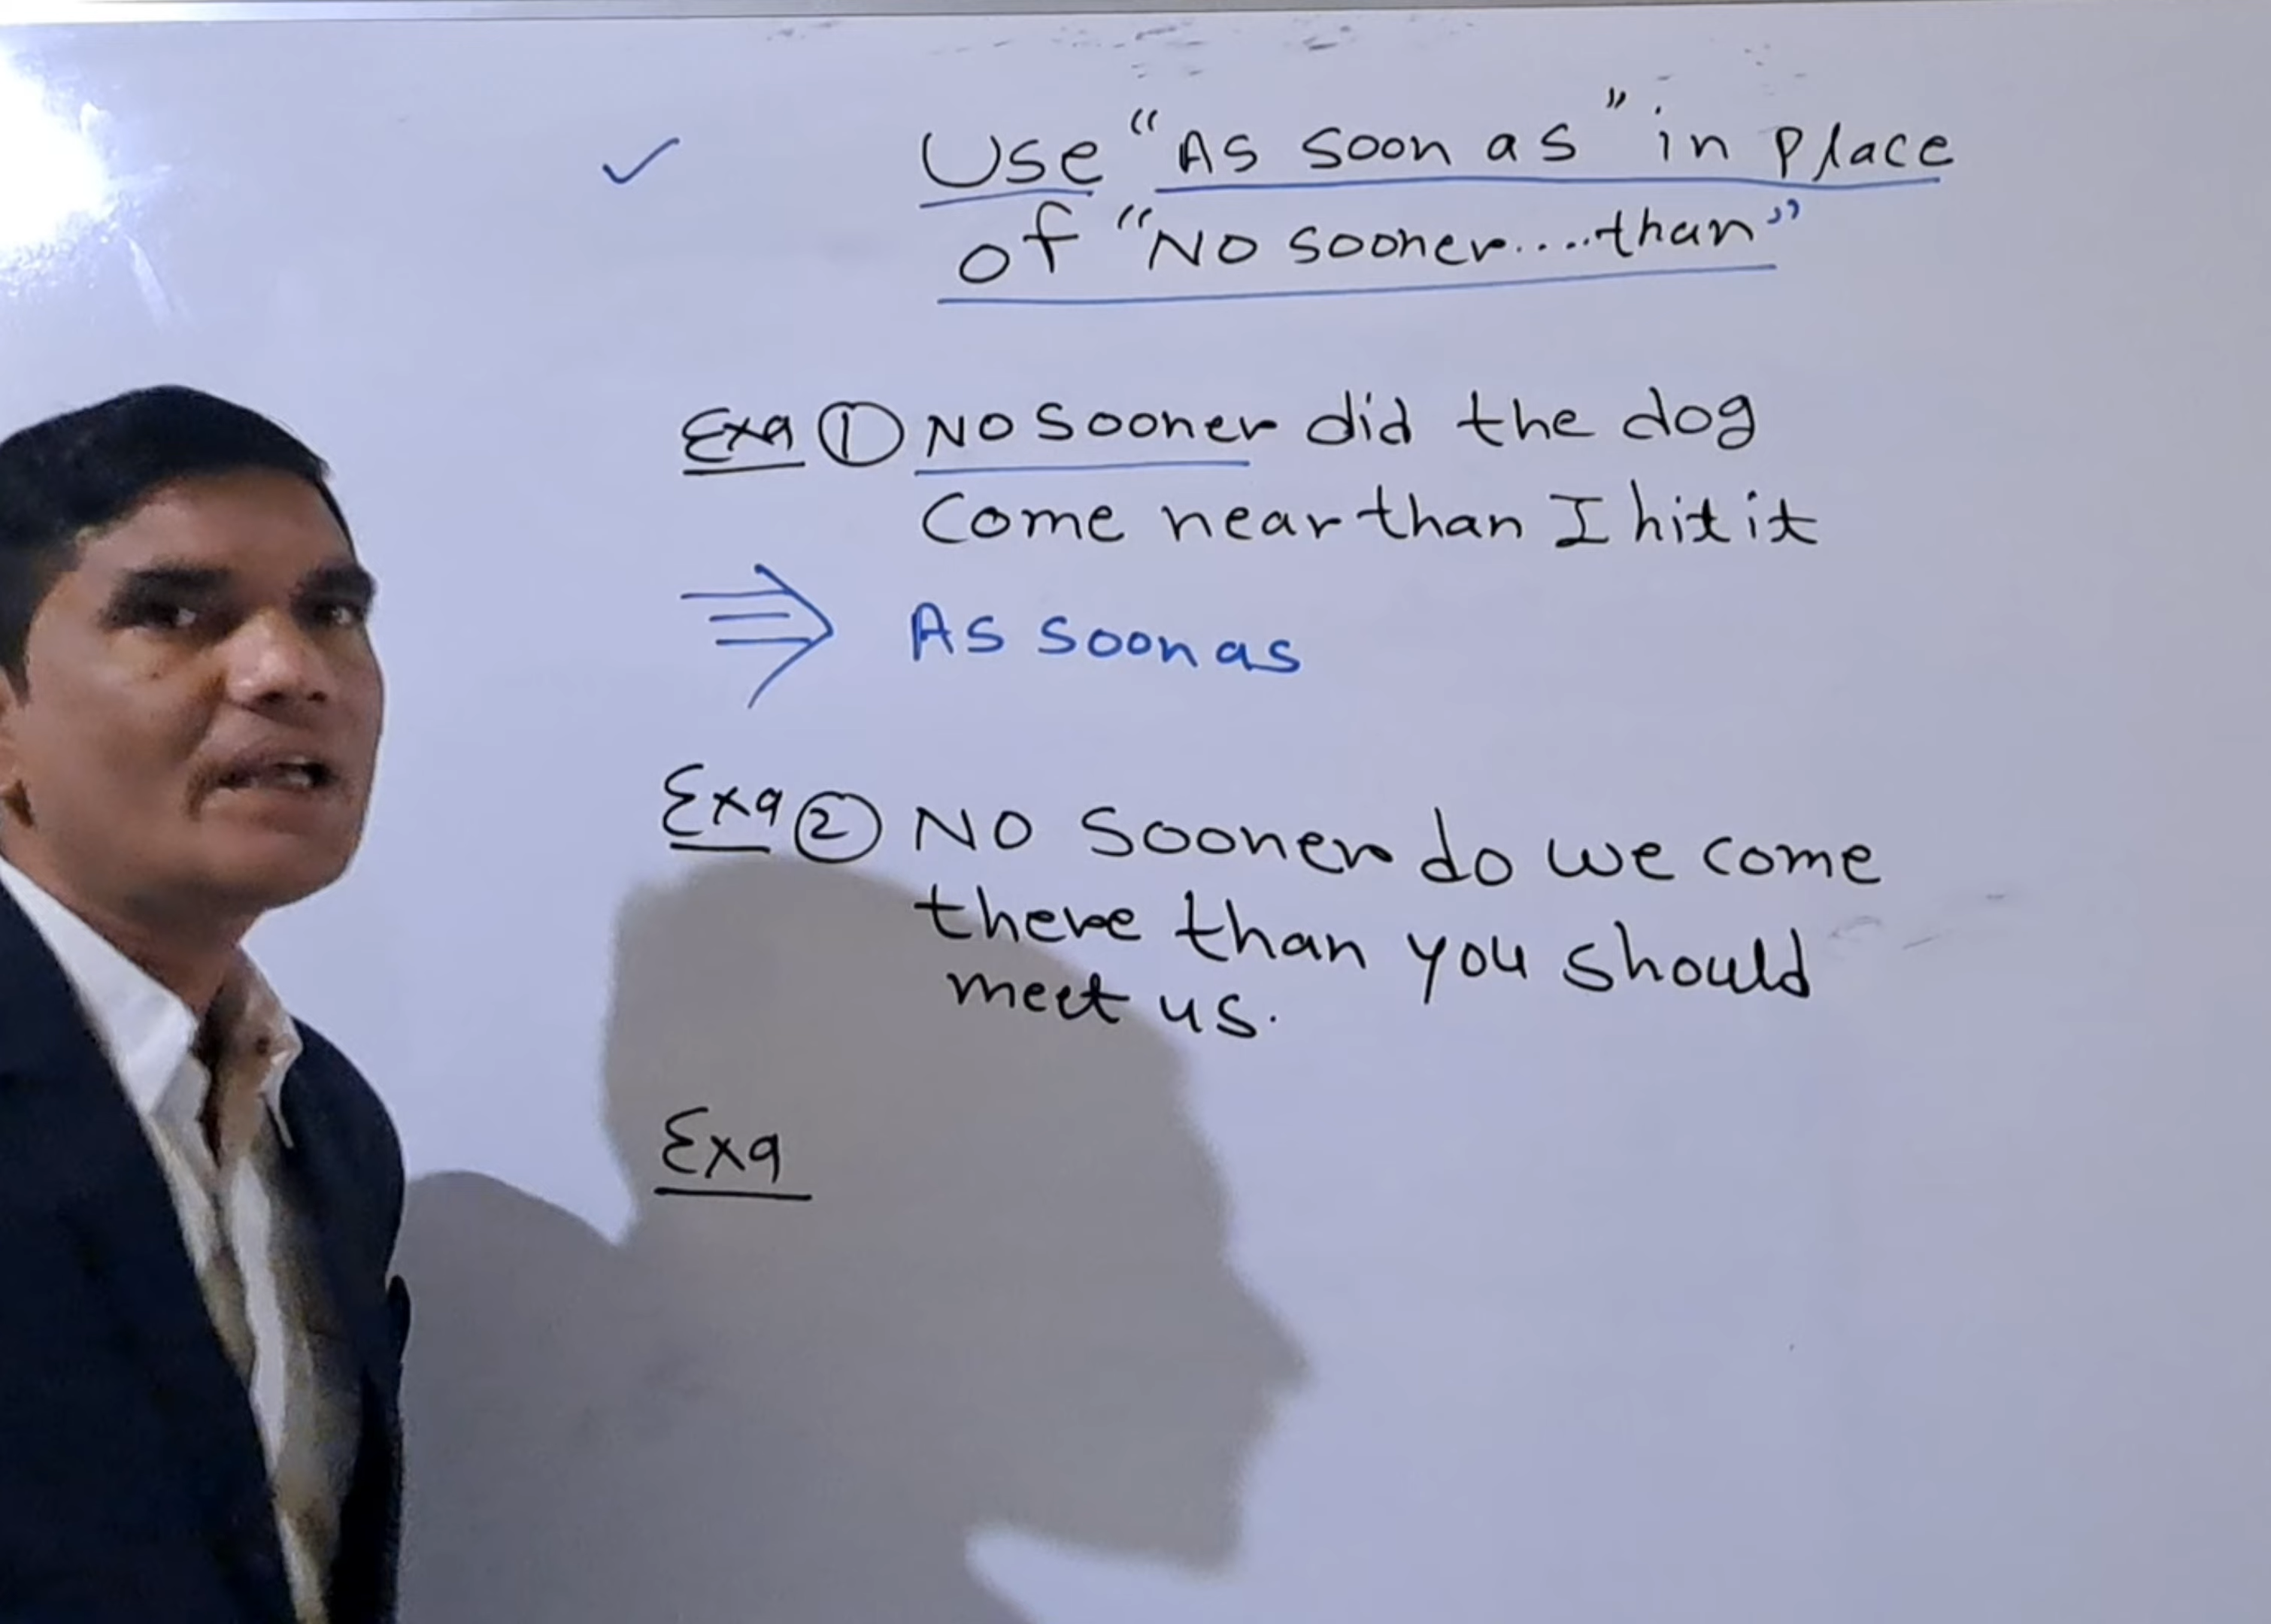 Use "As soon as" in place
of "No sooner....than"
Exa ① No sooner did the dog
Come near than I hit it
As soon as
Exa ② No sooner do we come
there than you should
meet us.
Exa